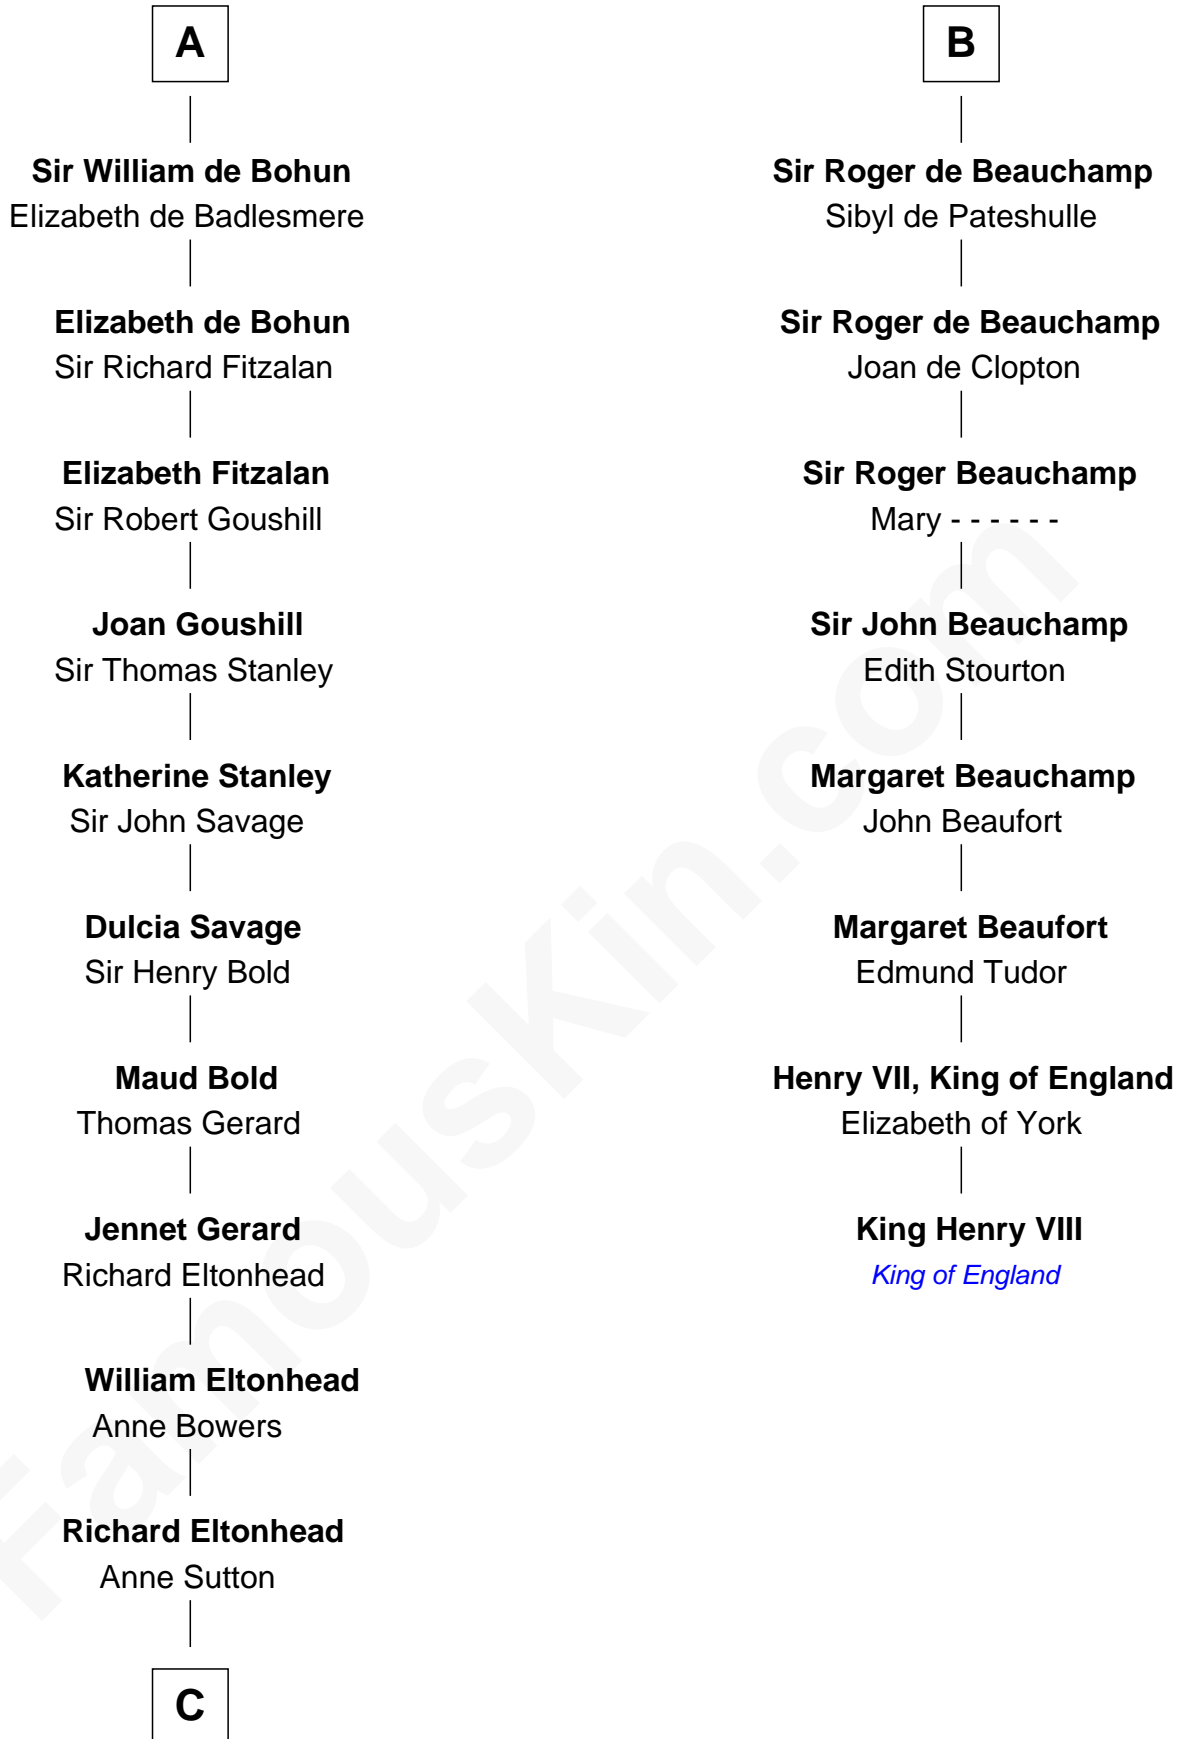 A
Sir William de Bohun
Elizabeth de Badlesmere
Elizabeth de Bohun
Sir Richard Fitzalan
Elizabeth Fitzalan
Sir Robert Goushill
Joan Goushill
Sir Thomas Stanley
Katherine Stanley
Sir John Savage
Dulcia Savage
Sir Henry Bold
Maud Bold
Thomas Gerard
Jennet Gerard
Richard Eltonhead
William Eltonhead
Anne Bowers
Richard Eltonhead
Anne Sutton
C
B
Sir Roger de Beauchamp
Sibyl de Pateshulle
Sir Roger de Beauchamp
Joan de Clopton
Sir Roger Beauchamp
Mary - - - - - -
Sir John Beauchamp
Edith Stourton
Margaret Beauchamp
John Beaufort
Margaret Beaufort
Edmund Tudor
Henry VII, King of England
Elizabeth of York
King Henry VIII
King of England
FamousKin.com